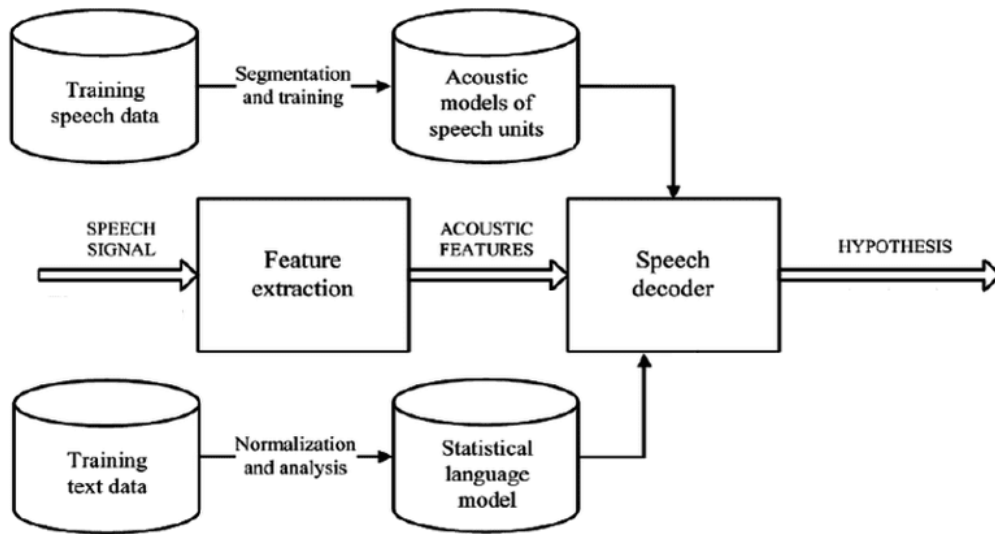 Training
speech data
Segmentation
and training
Acoustic
models of
speech units
SPEECH
SIGNAL
Feature
extraction
ACOUSTIC
FEATURES
Speech
decoder
HYPOTHESIS
Training
text data
Normalization
and analysis
Statistical
language
model